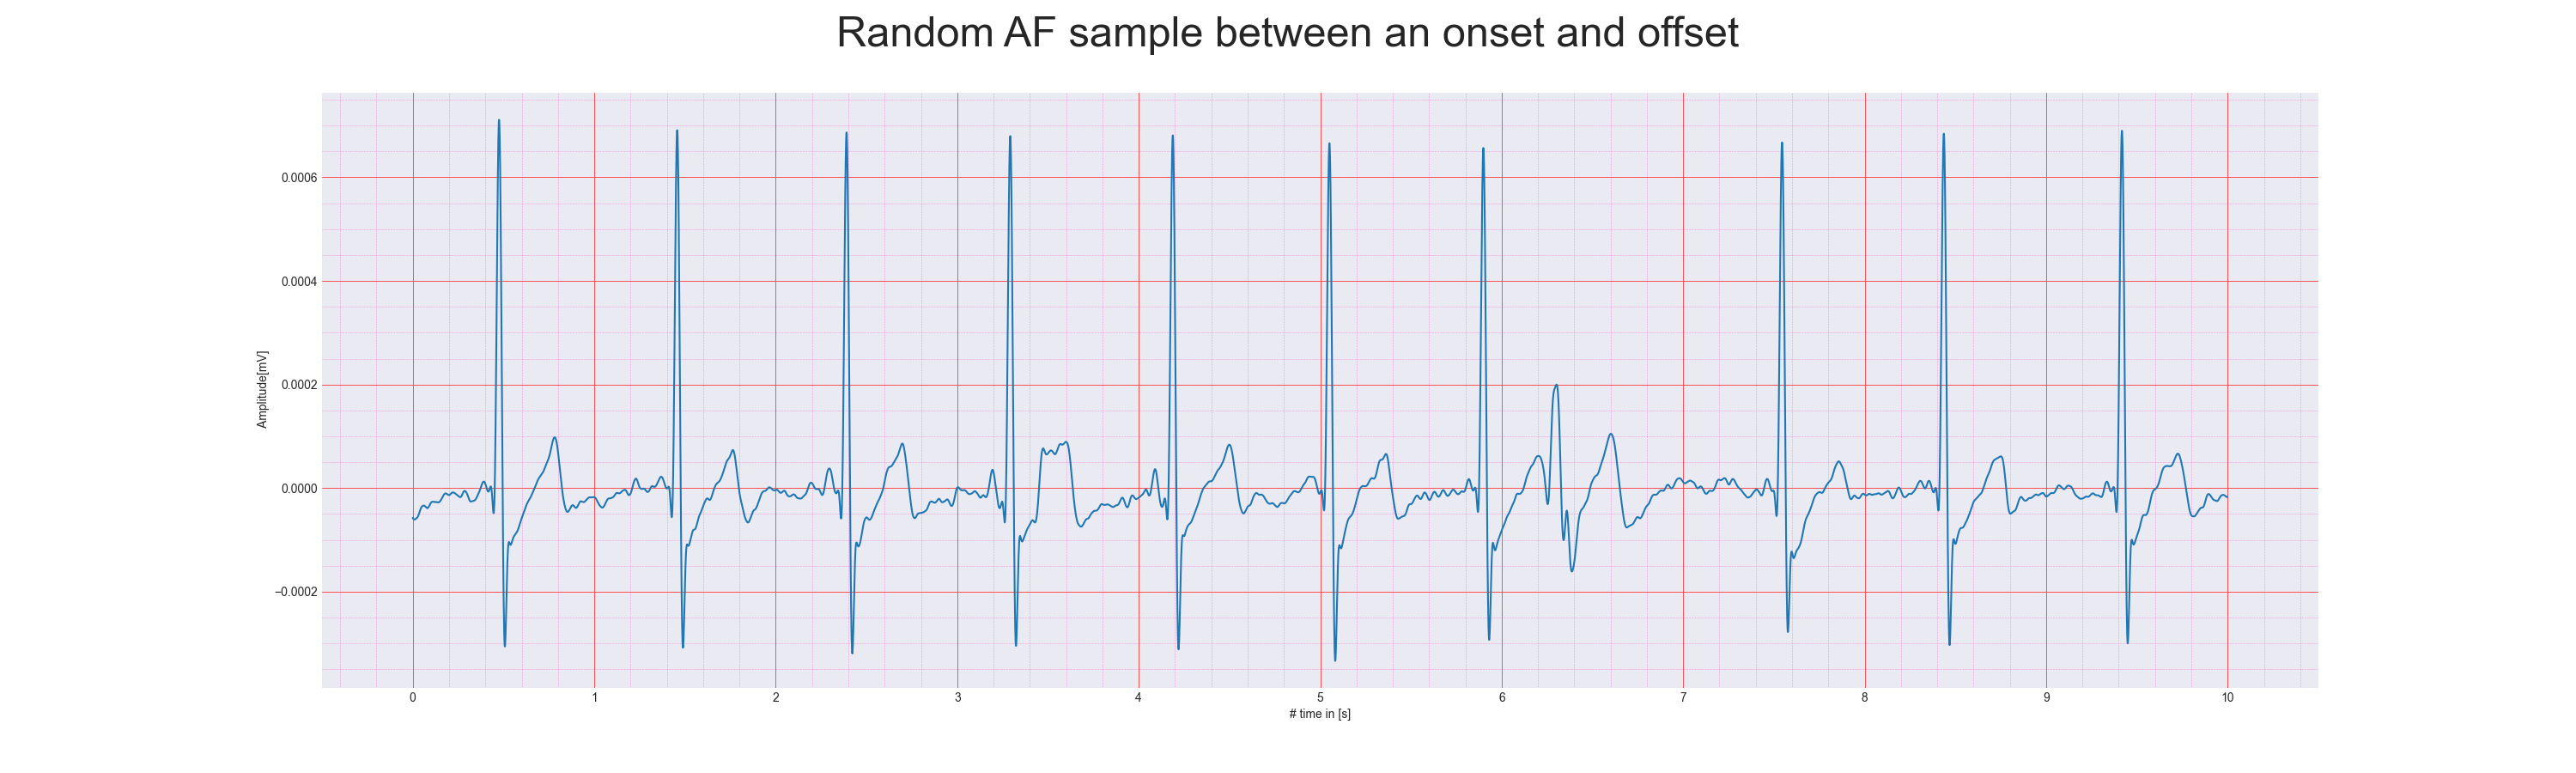 Random AF sample between an onset and offset
0.0006
0.0004
0.0002
0.0000
−0.0002
Amplitude[mV]
0 1 2 3 4 5 6 7 8 9 10
# time in [s]